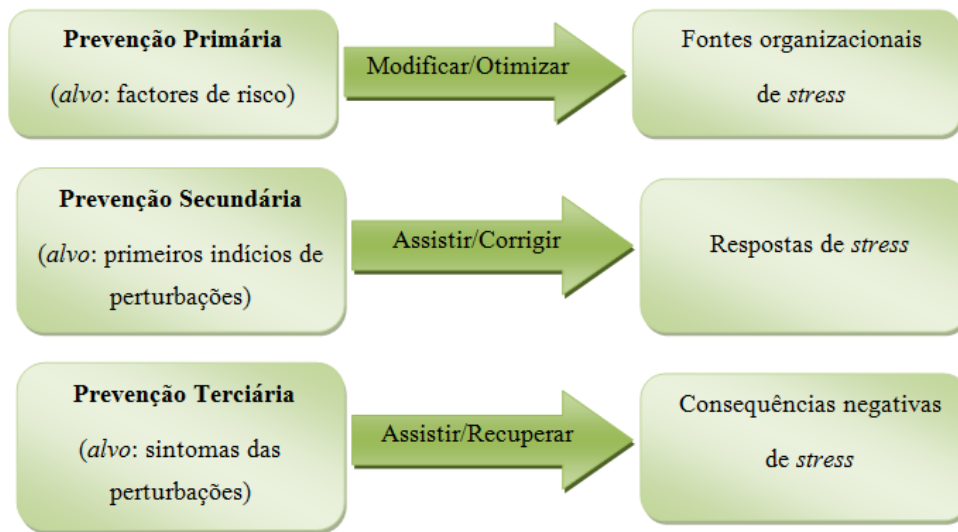 Prevenção Primária
(alvo: factores de risco)
Modificar/Otimizar
Fontes organizacionais
de stress
Prevenção Secundária
(alvo: primeiros indícios de
perturbações)
Assistir/Corrigir
Respostas de stress
Prevenção Terciária
(alvo: sintomas das
perturbações)
Assistir/Recuperar
Consequências negativas
de stress